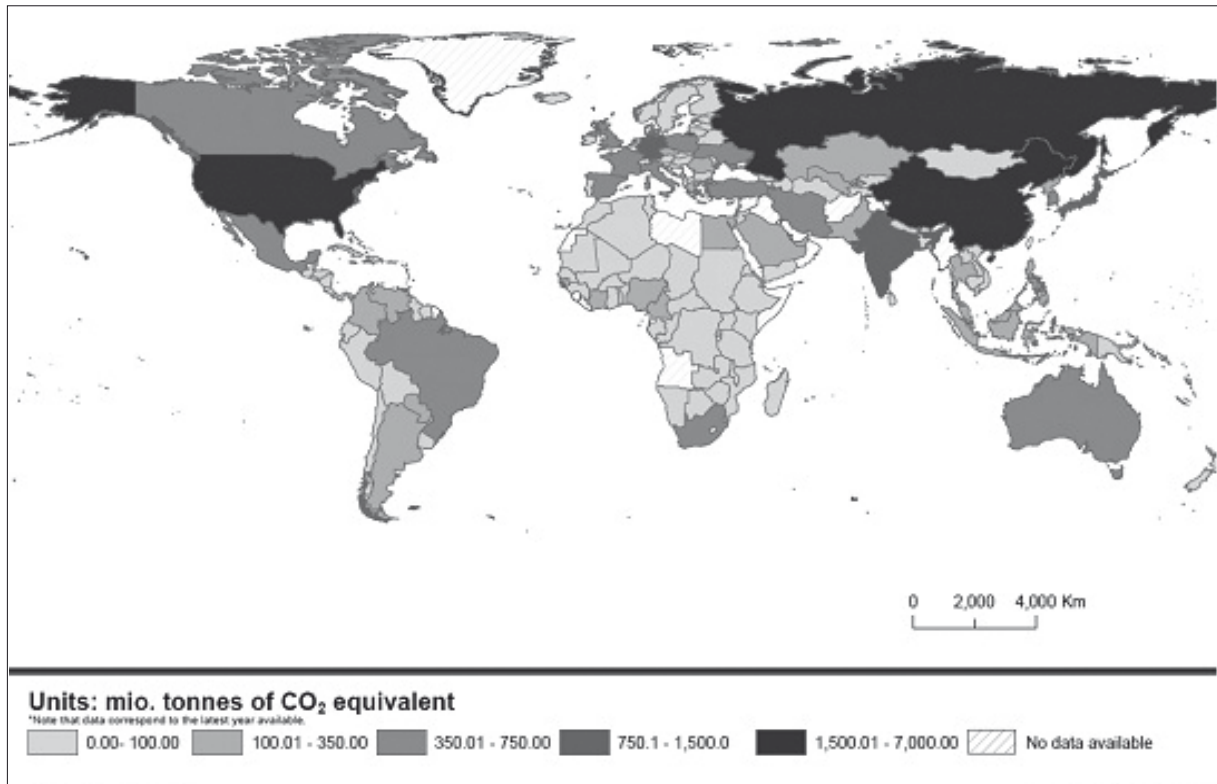 0 2,000 4,000 Km
Units: mio. tonnes of CO₂ equivalent
*Note that data correspond to the latest year available.
0.00- 100.00 100.01 - 350.00 350.01 - 750.00 750.1 - 1,500.0 1,500.01 - 7,000.00 No data available